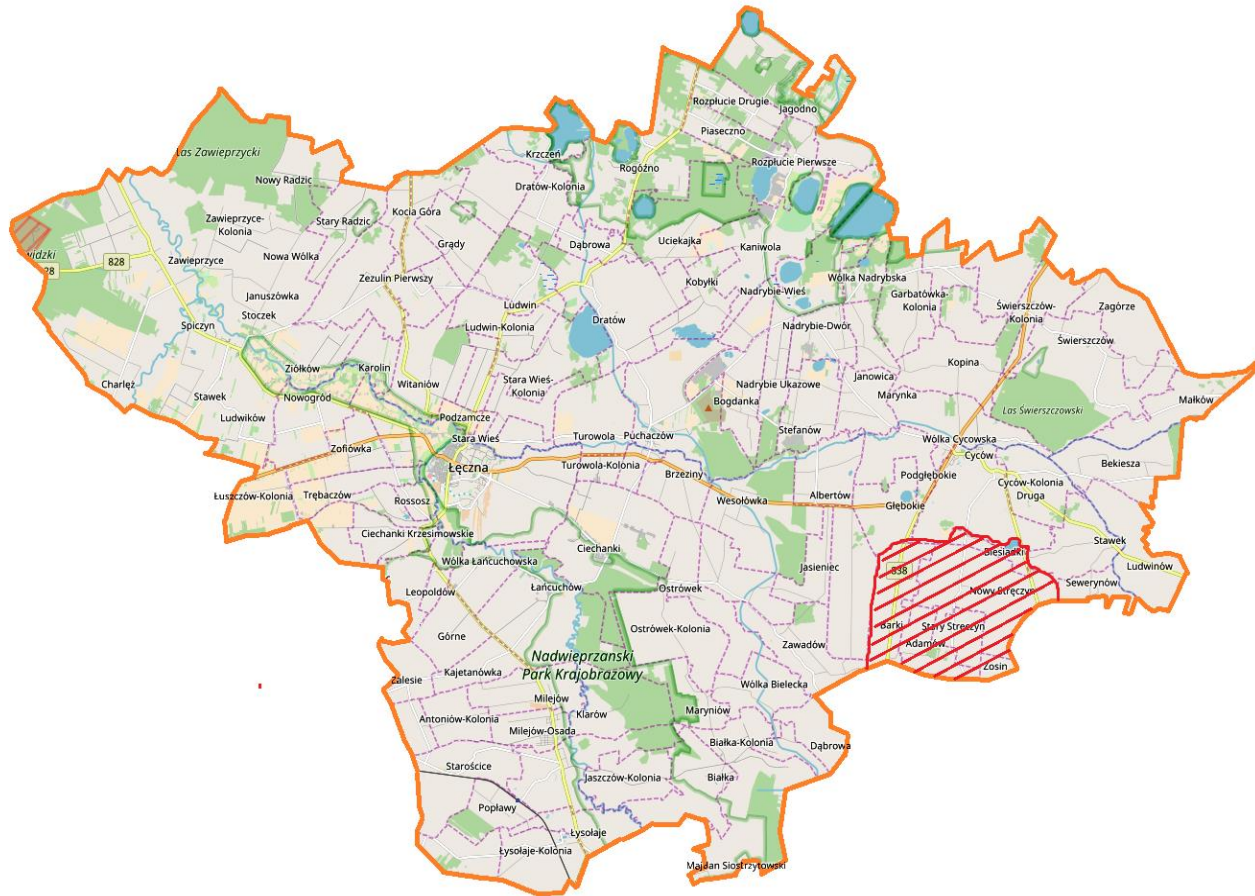 Rozpłucie Drugie
Jagodno
Piaseczno
Las Zawieprzycki
Krzczeń
Rogóźno
Rozpłucie Pierwsze
Nowy Radzic
Dratów-Kolonia
Zawieprzyce-
Kolonia
Stary Radzic
Kocia Góra
Grądy
Dąbrowa
Uciekajka
Kaniwola
828
Zawieprzyce
Nowa Wólka
Zezulin Pierwszy
Kobyłki
Nadrybie-Wieś
Wólka Nadrybska
Garbatówka-
Kolonia
Januszówka
Stoczek
Ludwin
Świerszczów-
Kolonia
Zagórze
Spiczyn
Ludwin-Kolonia
Dratów
Nadrybie-Dwór
Świerszczów
Ziółków
Karolin
Kopina
Charlęż
Stawek
Nowogród
Witaniów
Stara Wieś-
Kolonia
Nadrybie Ukazowe
Janowica
Marynka
Małków
Bogdanka
Ludwików
Podzamcze
Las Świerszczowski
Stara Wieś
Turowola
Puchaczów
Stefanów
Wólka Cycowska
Cyców
Zofiówka
Łęczna
Turowola-Kolonia
Brzeziny
Podgłębokie
Bekiesza
Łuszczów-Kolonia
Trębaczów
Rossosz
Wesołówka
Albertów
Głębokie
Cyców-Kolonia
Druga
Ciechanki Krzesimowskie
Ciechanki
Stawek
Wólka Łańcuchowska
Biesiadki
Jasieniec
838
Ludwinów
Sewerynów
Leopoldów
Łańcuchów
Ostrówek
Nowy Stręczyn
Górne
Ostrówek-Kolonia
Barki
Stary Stręczyn
Zawadów
Adamów
Nadwieprzański
Park Krajobrazowy
Zosin
Zalesie
Kajetanówka
Wólka Bielecka
Milejów
Antoniów-Kolonia
Klarów
Maryniów
Milejów-Osada
Białka-Kolonia
Dąbrowa
Starościce
Jaszczów-Kolonia
Białka
Popławy
Łysołaje
Łysołaje-Kolonia
Majdan Siostrzytowski